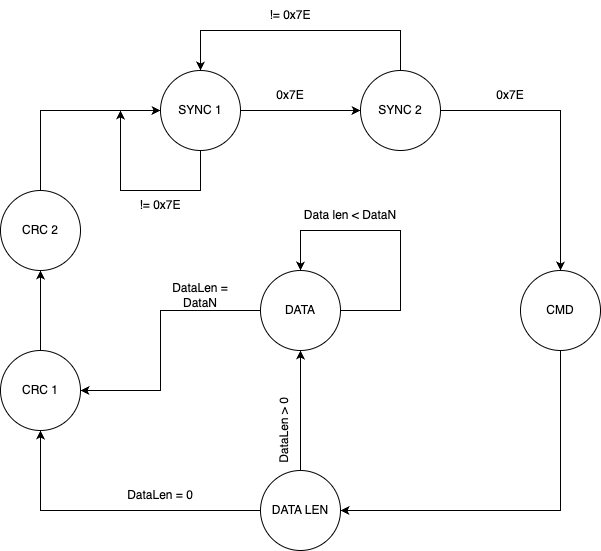 != 0x7E
SYNC 1
0x7E
SYNC 2
0x7E
!= 0x7E
CRC 2
Data len < DataN
DataLen =
DataN
DATA
CMD
CRC 1
DataLen > 0
DataLen = 0
DATA LEN